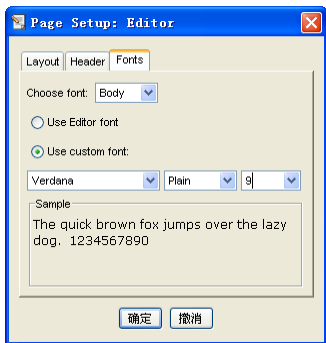 Page Setup: Editor
Layout Header Fonts
Choose font: Body
Use Editor font
Use custom font:
Verdana Plain 9
Sample
The quick brown fox jumps over the lazy
dog. 1234567890
确定 撤消